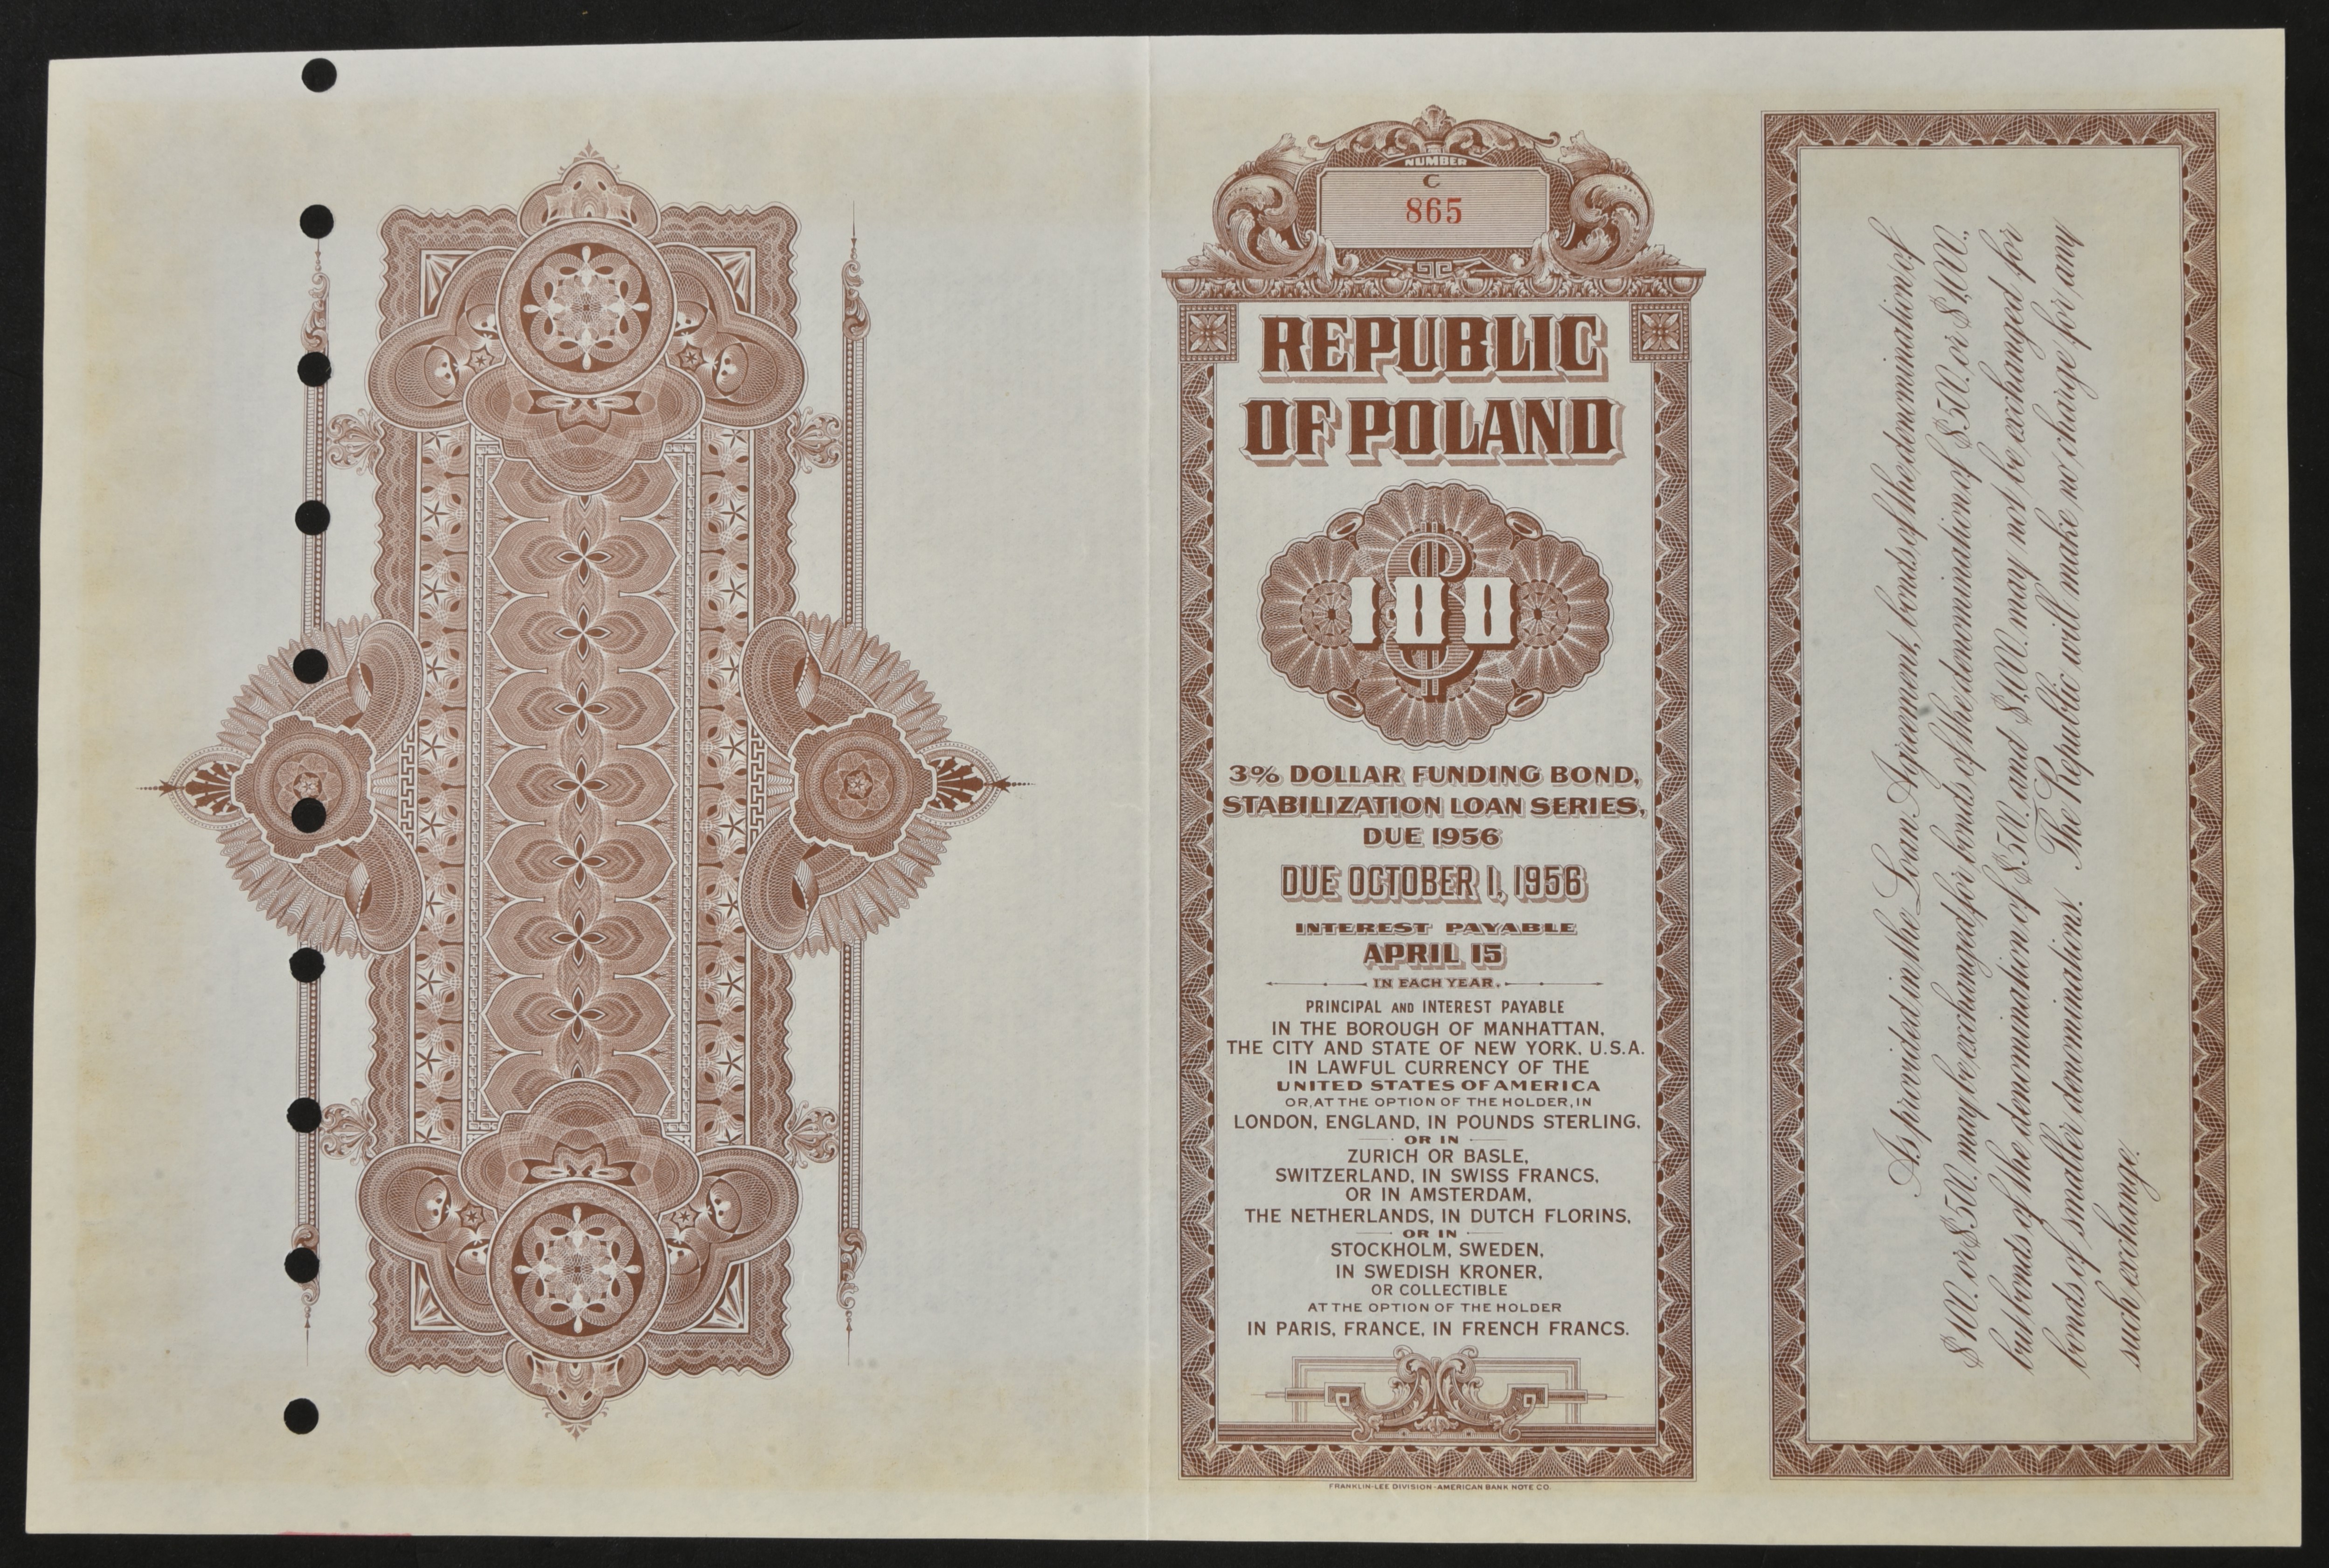 NUMBER
C
865
REPUBLIC
OF POLAND
$100
3% DOLLAR FUNDING BOND,
STABILIZATION LOAN SERIES,
DUE 1956
DUE OCTOBER 1, 1956
INTEREST PAYABLE
APRIL 15
IN EACH YEAR.
PRINCIPAL AND INTEREST PAYABLE
IN THE BOROUGH OF MANHATTAN,
THE CITY AND STATE OF NEW YORK, U.S.A.
IN LAWFUL CURRENCY OF THE
UNITED STATES OF AMERICA
OR, AT THE OPTION OF THE HOLDER, IN
LONDON, ENGLAND, IN POUNDS STERLING,
OR IN
ZURICH OR BASLE,
SWITZERLAND, IN SWISS FRANCS,
OR IN AMSTERDAM,
THE NETHERLANDS, IN DUTCH FLORINS,
OR IN
STOCKHOLM, SWEDEN,
IN SWEDISH KRONER,
OR COLLECTIBLE
AT THE OPTION OF THE HOLDER
IN PARIS, FRANCE, IN FRENCH FRANCS.
FRANKLIN-LEE DIVISION-AMERICAN BANK NOTE CO.
As provided in the Loan Agreement, bonds of the denomination of
$100. or $500. may be exchanged for bonds of the denomination of $500. or $1,000.,
but bonds of the denomination of $500. and $1,000. may not be exchanged for
bonds of smaller denominations. The Republic will make no charge for any
such exchange.